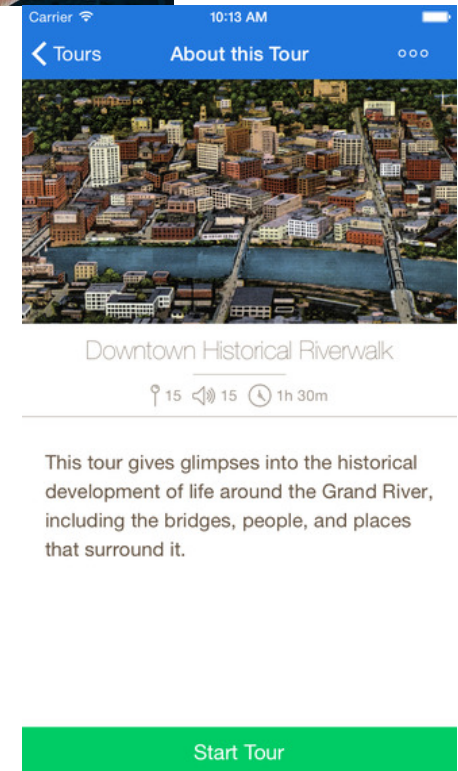 Carrier 10:13 AM
Tours About this Tour
Downtown Historical Riverwalk
15 15 1h 30m
This tour gives glimpses into the historical
development of life around the Grand River,
including the bridges, people, and places
that surround it.
Start Tour